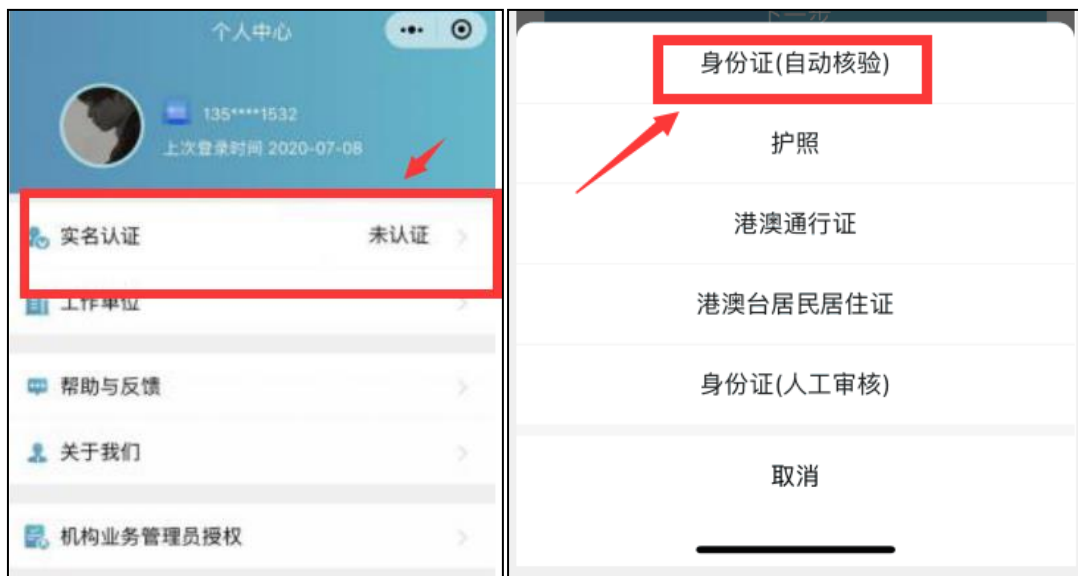 个人中心
135****1532
上次登录时间 2020-07-08
实名认证
未认证
工作单位
帮助与反馈
关于我们
机构业务管理员授权
下一步
身份证(自动核验)
护照
港澳通行证
港澳台居民居住证
身份证(人工审核)
取消